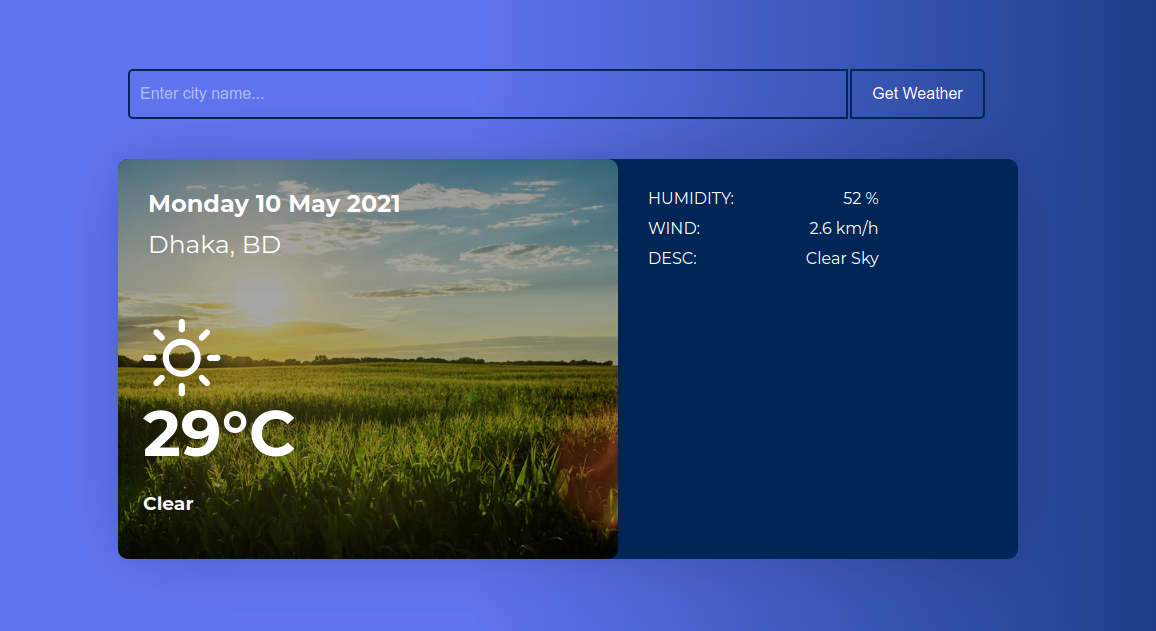 Enter city name...
Get Weather
Monday 10 May 2021
Dhaka, BD
29°C
Clear
HUMIDITY: 52 %
WIND: 2.6 km/h
DESC: Clear Sky